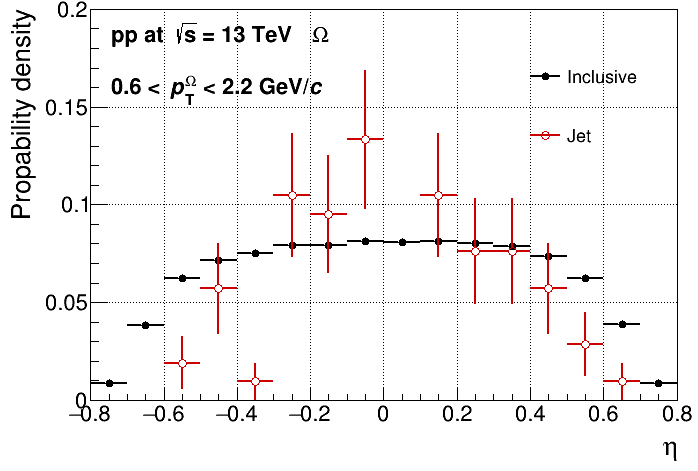 0.2
0.15
0.1
0.05
0
Propability density
pp at √s = 13 TeV Ω
0.6 < p_T^Ω < 2.2 GeV/c
Inclusive
Jet
−0.8 −0.6 −0.4 −0.2 0 0.2 0.4 0.6 0.8
η